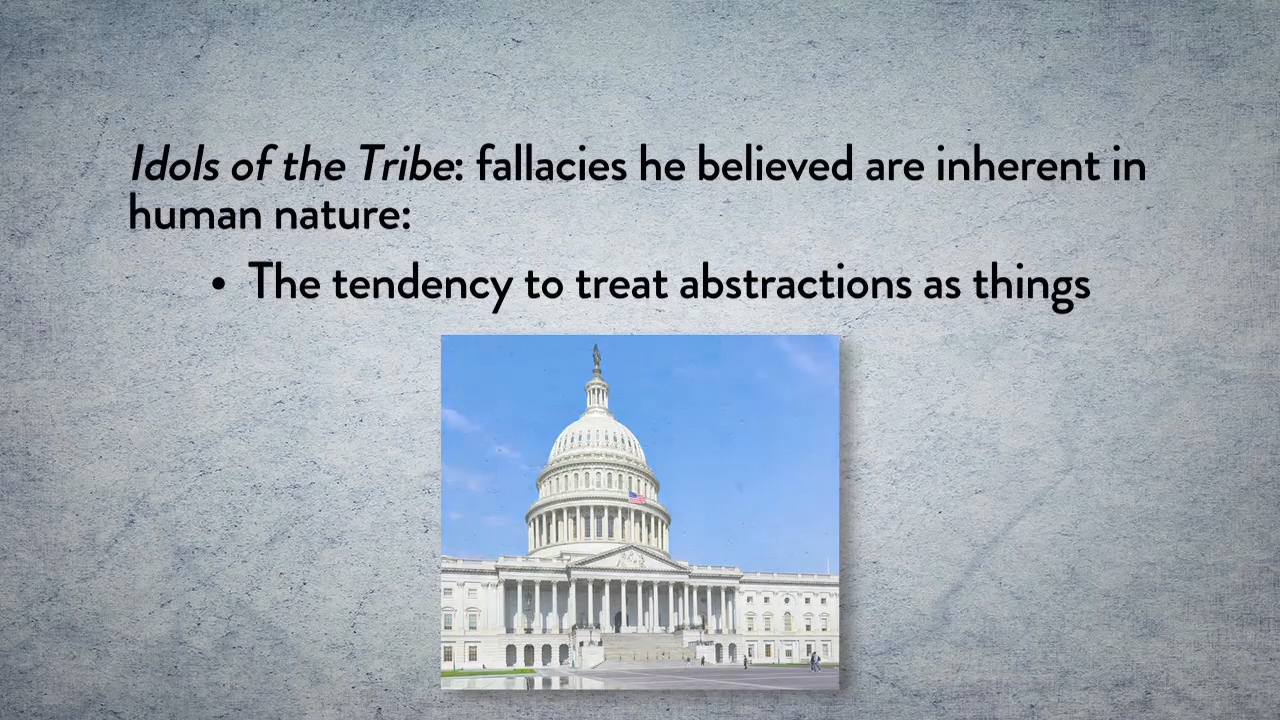 Idols of the Tribe: fallacies he believed are inherent in
human nature:
• The tendency to treat abstractions as things